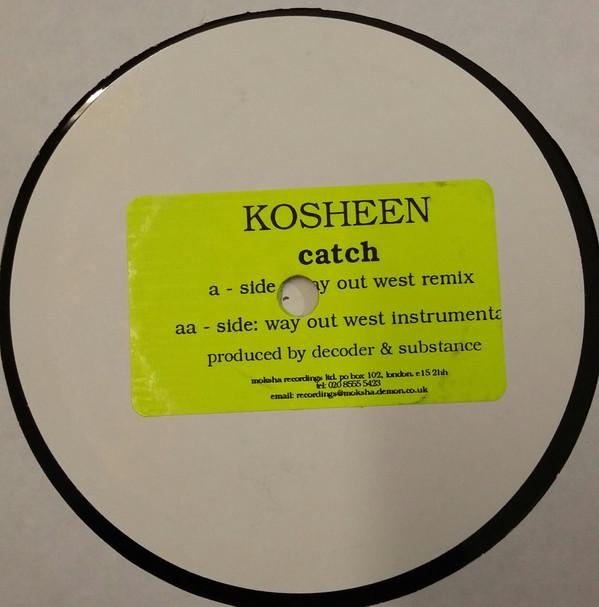 KOSHEEN
catch
a - side ay out west remix
aa - side: way out west instrumenta
produced by decoder & substance
moksha recordings ltd. po box 102, london. e15 2hh
tel: 020 8555 5423
email: recordings@moksha.demon.co.uk